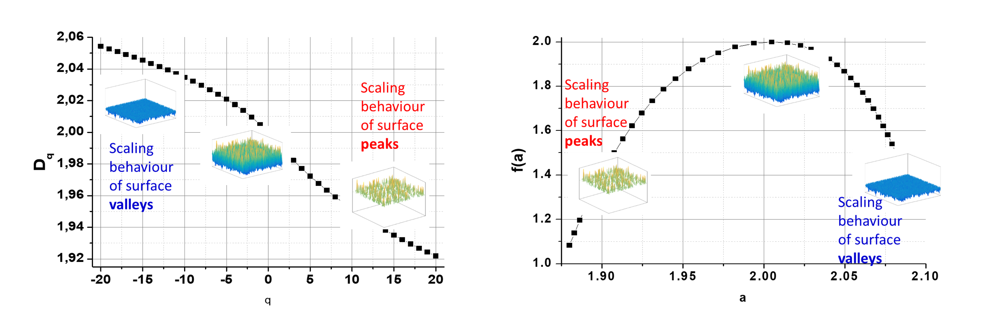 2,06
2,04
2,02
2,00
1,98
1,96
1,94
1,92
Dq
-20 -15 -10 -5 0 5 10 15 20
q
Scaling
behaviour
of surface
valleys
Scaling
behaviour
of surface
peaks
2.0
1.8
1.6
1.4
1.2
1.0
f(a)
1.90 1.95 2.00 2.05 2.10
a
Scaling
behaviour
of surface
peaks
Scaling
behaviour
of surface
valleys